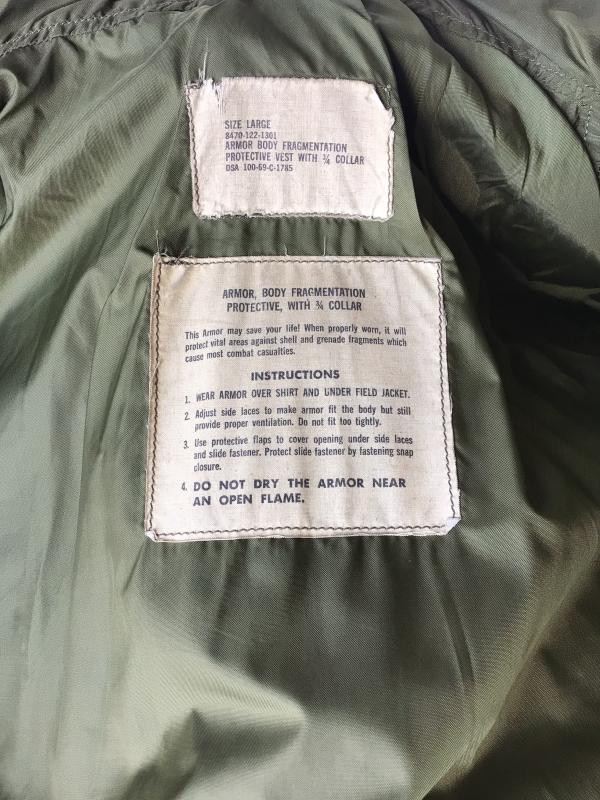 SIZE LARGE
8470-122-1301
ARMOR BODY FRAGMENTATION
PROTECTIVE VEST WITH ¾ COLLAR
DSA 100-69-C-1785
ARMOR, BODY FRAGMENTATION
PROTECTIVE, WITH ¾ COLLAR
This Armor may save your life! When properly worn, it will
protect vital areas against shell and grenade fragments which
cause most combat casualties.
INSTRUCTIONS
1. WEAR ARMOR OVER SHIRT AND UNDER FIELD JACKET.
2. Adjust side laces to make armor fit the body but still
provide proper ventilation. Do not fit too tightly.
3. Use protective flaps to cover opening under side laces
and slide fastener. Protect slide fastener by fastening snap
closure.
4. DO NOT DRY THE ARMOR NEAR
AN OPEN FLAME.